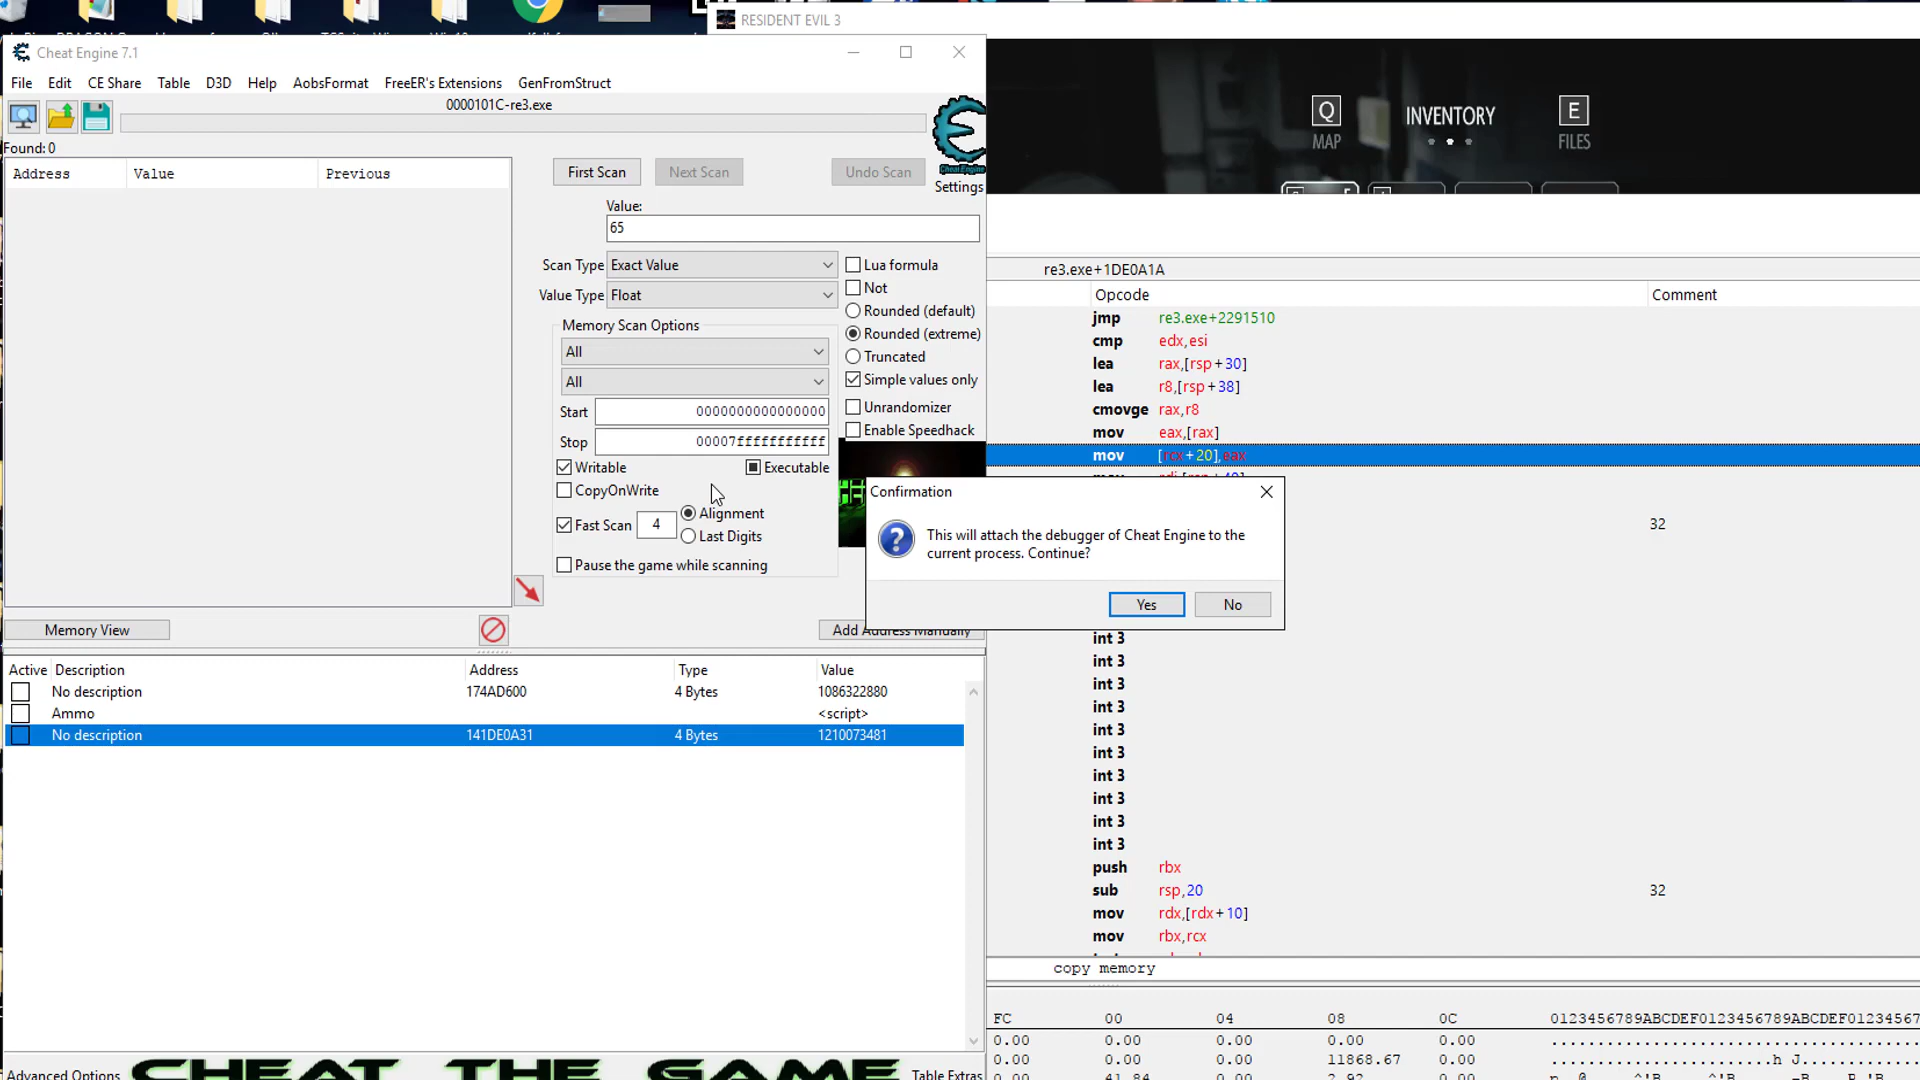 RESIDENT EVIL 3
Cheat Engine 7.1
File Edit CE Share Table D3D Help AobsFormat FreeER's Extensions GenFromStruct
0000101C-re3.exe
Found: 0
Address Value Previous
First Scan Next Scan Undo Scan
Cheat Engine
Settings
Value:
65
Scan Type Exact Value
Lua formula
Not
Value Type Float
Rounded (default)
Memory Scan Options
Rounded (extreme)
All
Truncated
All
Simple values only
Start 0000000000000000
Unrandomizer
Stop 00007fffffffffff
Enable Speedhack
Writable Executable
CopyOnWrite
Fast Scan 4 Alignment
Last Digits
Pause the game while scanning
Memory View
Add Address Manually
Active Description Address Type Value
No description 174AD600 4 Bytes 1086322880
Ammo <script>
No description 141DE0A31 4 Bytes 1210073481
Advanced Options
CHEAT THE GAME
Table Extras
Q INVENTORY E
MAP FILES
re3.exe+1DE0A1A
Opcode Comment
jmp re3.exe+2291510
cmp edx,esi
lea rax,[rsp+30]
lea r8,[rsp+38]
cmovge rax,r8
mov eax,[rax]
mov [rcx+20],eax
32
Confirmation
This will attach the debugger of Cheat Engine to the
current process. Continue?
Yes No
int 3
int 3
int 3
int 3
int 3
int 3
int 3
int 3
int 3
int 3
push rbx
sub rsp,20 32
mov rdx,[rdx+10]
mov rbx,rcx
copy memory
FC 00 04 08 0C 0123456789ABCDEF0123456789ABCDEF01234567
0.00 0.00 0.00 0.00 0.00
0.00 0.00 0.00 11868.67 0.00